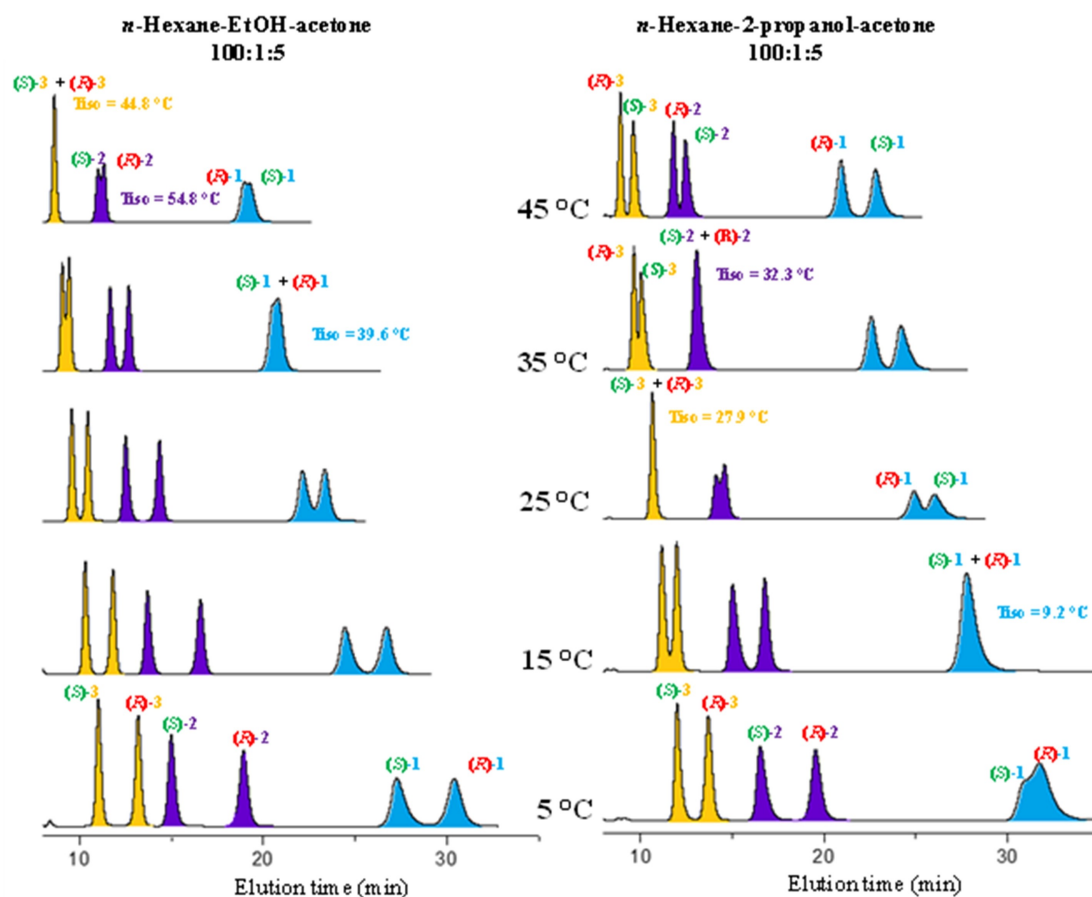 n-Hexane-EtOH-acetone
100:1:5
(S)-3 + (R)-3
Tiso = 44.8 °C
(S)-2 (R)-2
Tiso = 54.8 °C
(R)-1 (S)-1
(S)-1 + (R)-1
Tiso = 39.6 °C
(S)-3
(R)-3
(S)-2
(R)-2
(S)-1
(R)-1
10 20 30
Elution time (min)
45 °C
35 °C
25 °C
15 °C
5 °C
n-Hexane-2-propanol-acetone
100:1:5
(R)-3
(S)-3
(R)-2
(S)-2
(R)-1 (S)-1
(S)-2 + (R)-2
(R)-3
(S)-3
Tiso = 32.3 °C
(S)-3 + (R)-3
Tiso = 27.9 °C
(R)-1 (S)-1
(S)-1 + (R)-1
Tiso = 9.2 °C
(S)-3
(R)-3
(S)-2 (R)-2
(S)-1
(R)-1
10 20 30
Elution time (min)